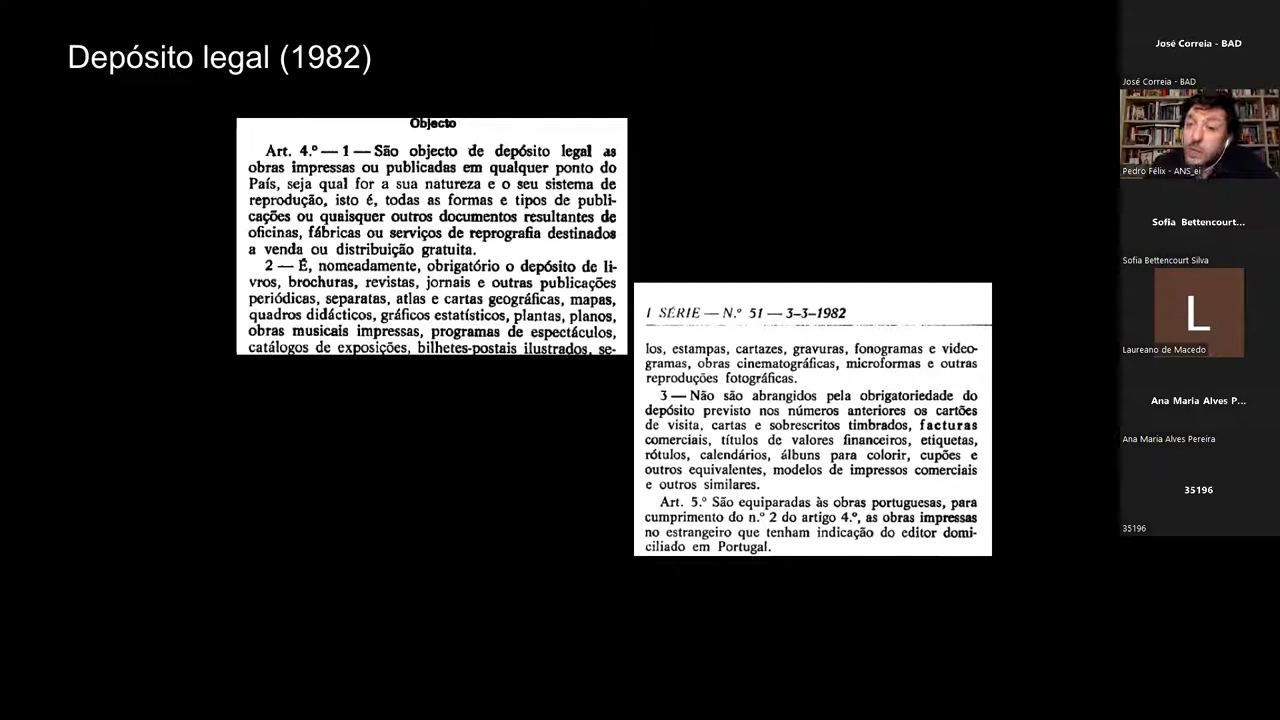 Depósito legal (1982)
Objecto
Art. 4.º — 1 — São objecto de depósito legal as
obras impressas ou publicadas em qualquer ponto do
País, seja qual for a sua natureza e o seu sistema de
reprodução, isto é, todas as formas e tipos de publi-
cações ou quaisquer outros documentos resultantes de
oficinas, fábricas ou serviços de reprografia destinados
a venda ou distribuição gratuita.
2 — É, nomeadamente, obrigatório o depósito de li-
vros, brochuras, revistas, jornais e outras publicações
periódicas, separatas, atlas e cartas geográficas, mapas,
quadros didácticos, gráficos estatísticos, plantas, planos,
obras musicais impressas, programas de espectáculos,
catálogos de exposições, bilhetes-postais ilustrados, se-
I SÉRIE — N.º 51 — 3-3-1982
los, estampas, cartazes, gravuras, fonogramas e video-
gramas, obras cinematográficas, microformas e outras
reproduções fotográficas.
3 — Não são abrangidos pela obrigatoriedade do
depósito previsto nos números anteriores os cartões
de visita, cartas e sobrescritos timbrados, facturas
comerciais, títulos de valores financeiros, etiquetas,
rótulos, calendários, álbuns para colorir, cupões e
outros equivalentes, modelos de impressos comerciais
e outros similares.
Art. 5.º São equiparadas às obras portuguesas, para
cumprimento do n.º 2 do artigo 4.º, as obras impressas
no estrangeiro que tenham indicação do editor domi-
ciliado em Portugal.
José Correia - BAD
José Correia - BAD
Pedro Félix - ANS_ei
Sofia Bettencourt...
Sofia Bettencourt Silva
L
Laureano de Macedo
Ana Maria Alves P...
Ana Maria Alves Pereira
35196
35196